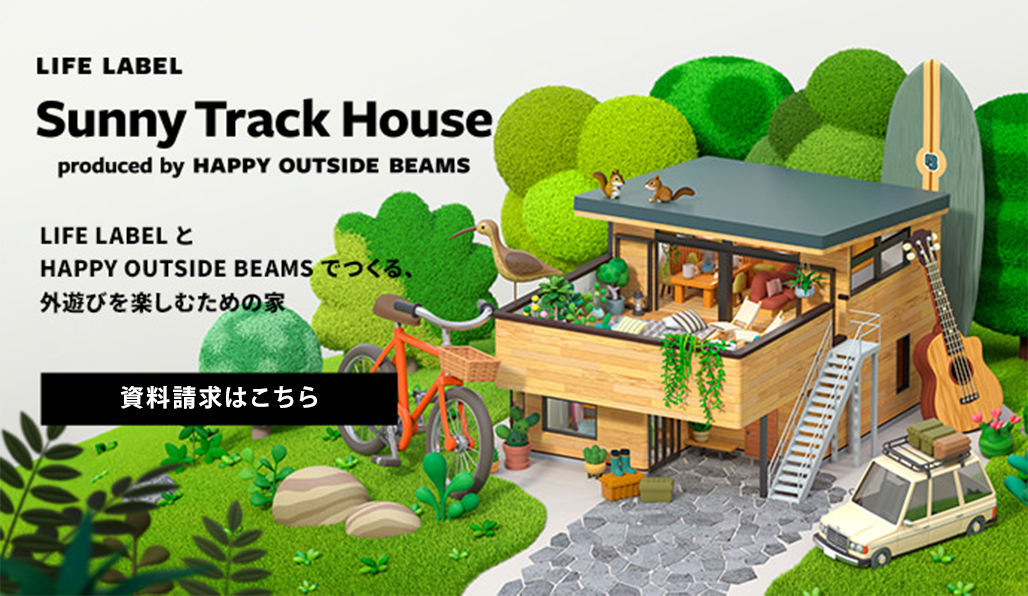 LIFE LABEL
Sunny Track House
produced by HAPPY OUTSIDE BEAMS
LIFE LABEL と
HAPPY OUTSIDE BEAMS でつくる、
外遊びを楽しむための家
資料請求はこちら